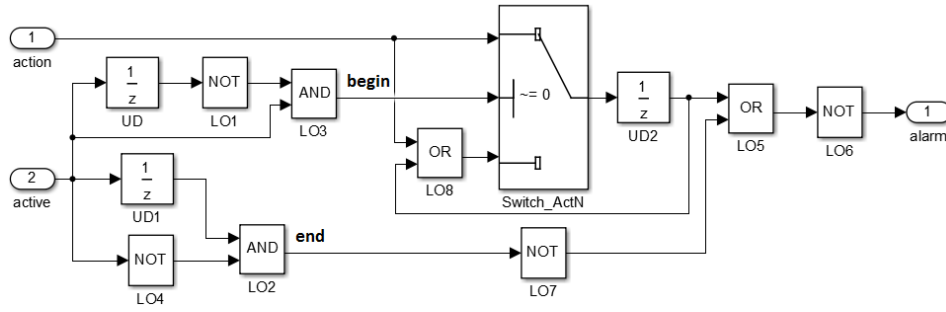 1
action
1
z
UD
NOT
LO1
AND
LO3
begin
~= 0
Switch_ActN
1
z
UD2
OR
LO5
NOT
LO6
1
alarm
OR
LO8
2
active
1
z
UD1
NOT
LO4
AND
LO2
end
NOT
LO7